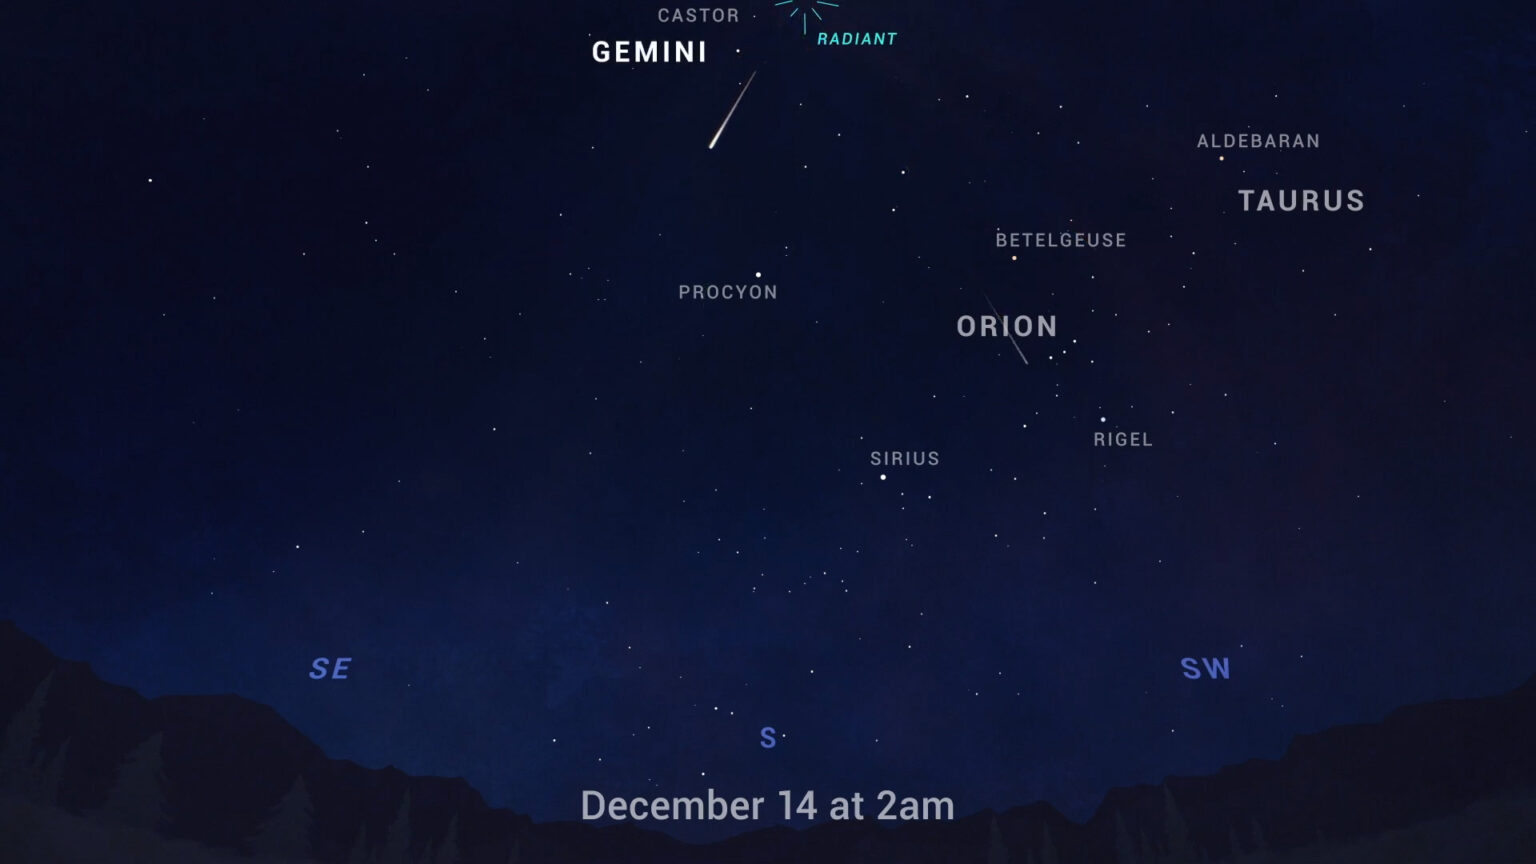 CASTOR
RADIANT
GEMINI
ALDEBARAN
TAURUS
BETELGEUSE
PROCYON
ORION
RIGEL
SIRIUS
SE
SW
S
December 14 at 2am